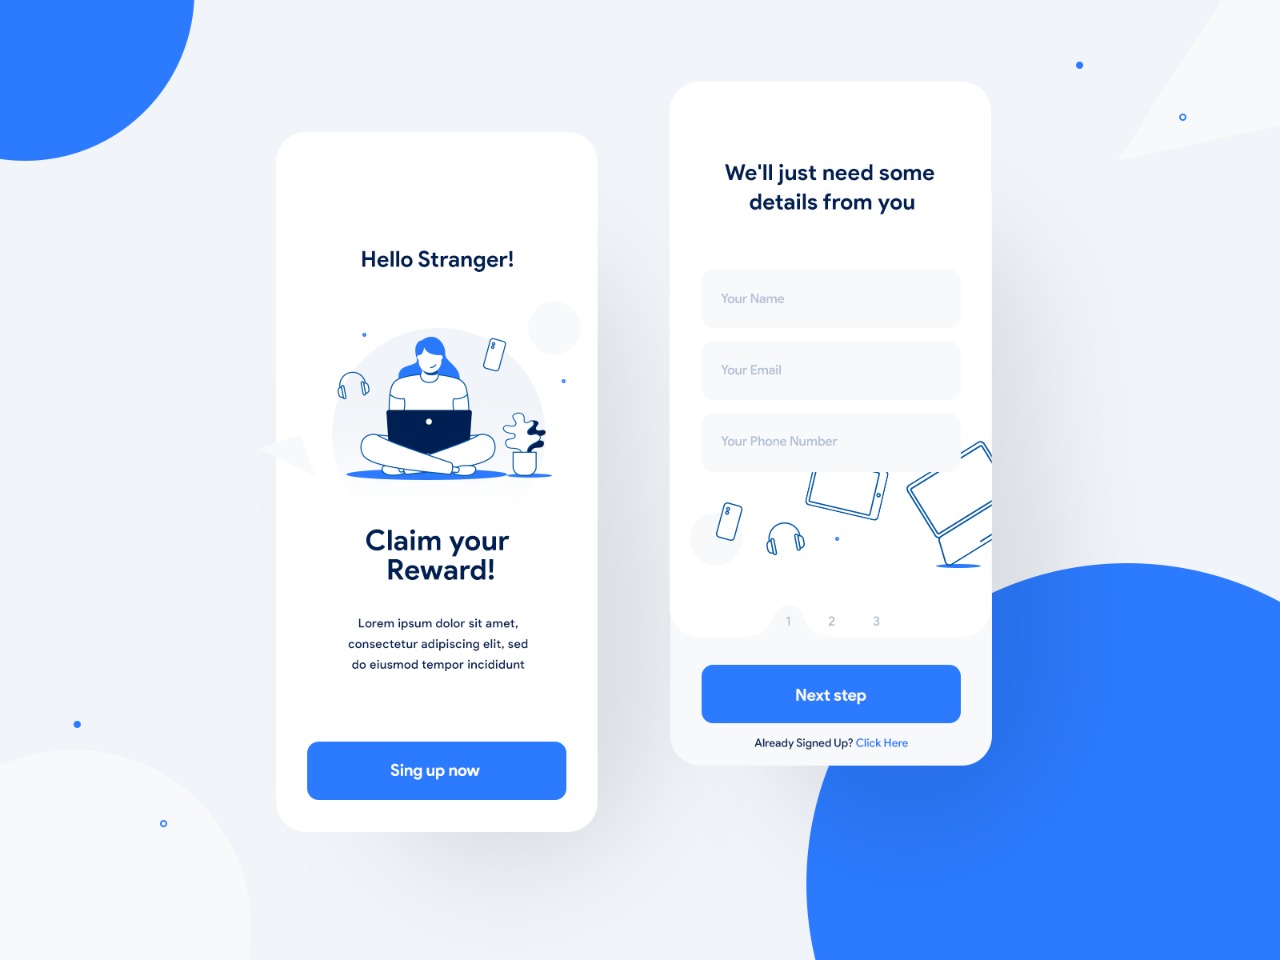 Hello Stranger!
Claim your
Reward!
Lorem ipsum dolor sit amet,
consectetur adipiscing elit, sed
do eiusmod tempor incididunt
Sing up now
We'll just need some
details from you
Your Name
Your Email
Your Phone Number
1 2 3
Next step
Already Signed Up? Click Here